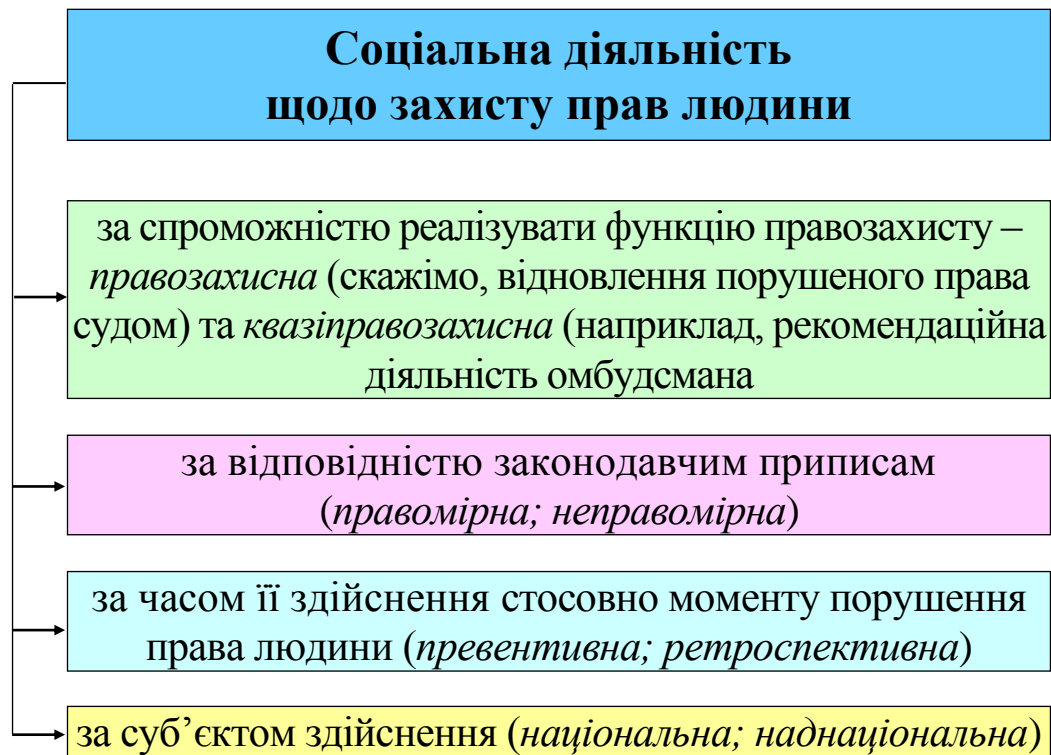 Соціальна діяльність
щодо захисту прав людини
за спроможністю реалізувати функцію правозахисту –
правозахисна (скажімо, відновлення порушеного права
судом) та квазіправозахисна (наприклад, рекомендаційна
діяльність омбудсмана
за відповідністю законодавчим приписам
(правомірна; неправомірна)
за часом її здійснення стосовно моменту порушення
права людини (превентивна; ретроспективна)
за суб’єктом здійснення (національна; наднаціональна)